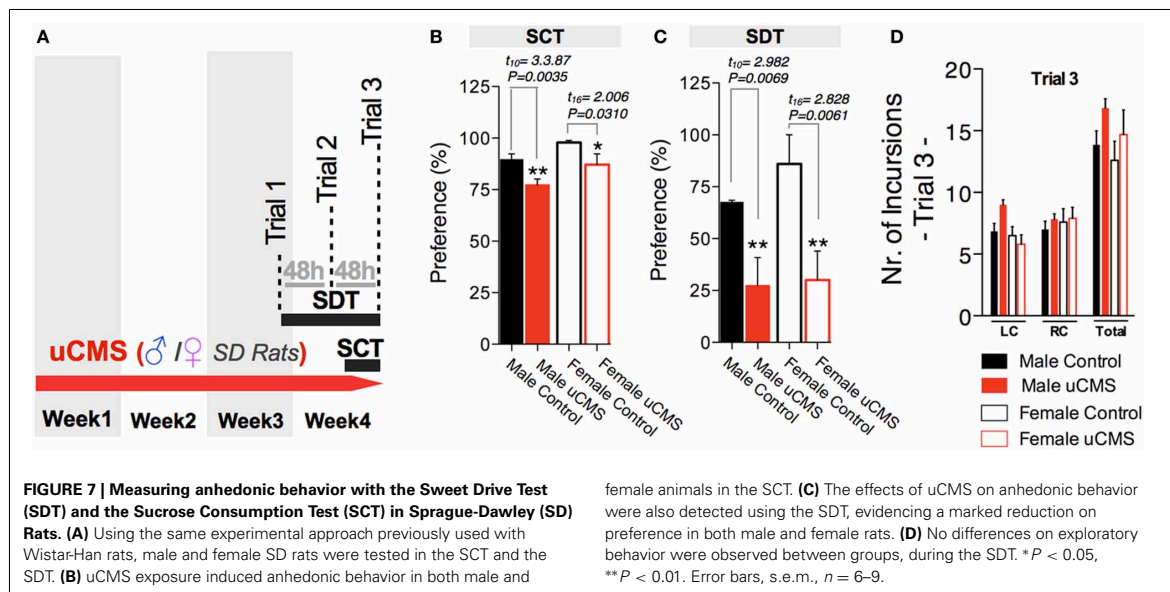 A
Trial 1
Trial 2
Trial 3
48h
48h
SDT
uCMS (♂/♀ SD Rats)
SCT
Week1
Week2
Week3
Week4
B
SCT
t10= 3.3.87
P=0.0035
t16= 2.006
P=0.0310
Preference (%)
125
100
75
50
25
0
**
*
Male Control
Male uCMS
Female Control
Female uCMS
C
SDT
t10= 2.982
P=0.0069
t16= 2.828
P=0.0061
Preference (%)
125
100
75
50
25
0
**
**
Male Control
Male uCMS
Female Control
Female uCMS
D
Trial 3
Nr. of Incursions
- Trial 3 -
20
15
10
5
0
LC
RC
Total
Male Control
Male uCMS
Female Control
Female uCMS
FIGURE 7 | Measuring anhedonic behavior with the Sweet Drive Test
(SDT) and the Sucrose Consumption Test (SCT) in Sprague-Dawley (SD)
Rats. (A) Using the same experimental approach previously used with
Wistar-Han rats, male and female SD rats were tested in the SCT and the
SDT. (B) uCMS exposure induced anhedonic behavior in both male and
female animals in the SCT. (C) The effects of uCMS on anhedonic behavior
were also detected using the SDT, evidencing a marked reduction on
preference in both male and female rats. (D) No differences on exploratory
behavior were observed between groups, during the SDT. *P < 0.05,
**P < 0.01. Error bars, s.e.m., n = 6–9.